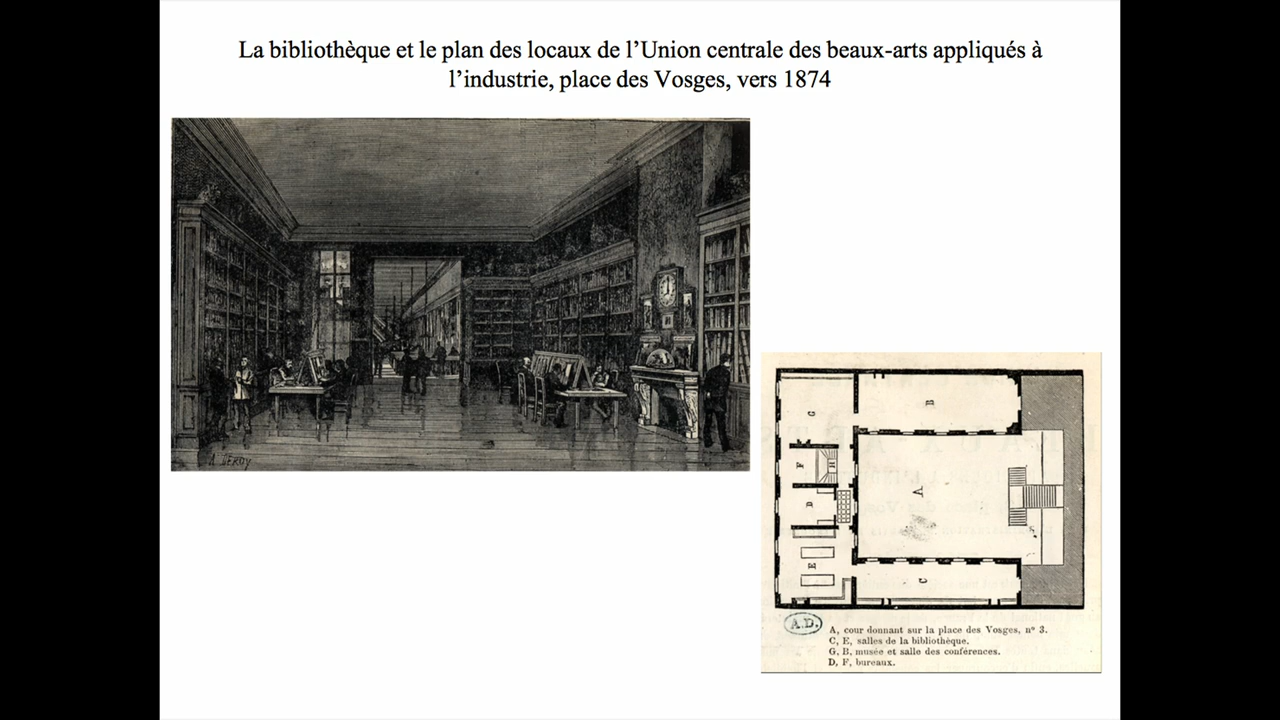 La bibliothèque et le plan des locaux de l’Union centrale des beaux-arts appliqués à
l’industrie, place des Vosges, vers 1874
A DEROY
G
B
F
H
A
D
E
C
A.D.
A, cour donnant sur la place des Vosges, nº 3.
C, E, salles de la bibliothèque.
G, B, musée et salle des conférences.
D, F, bureaux.